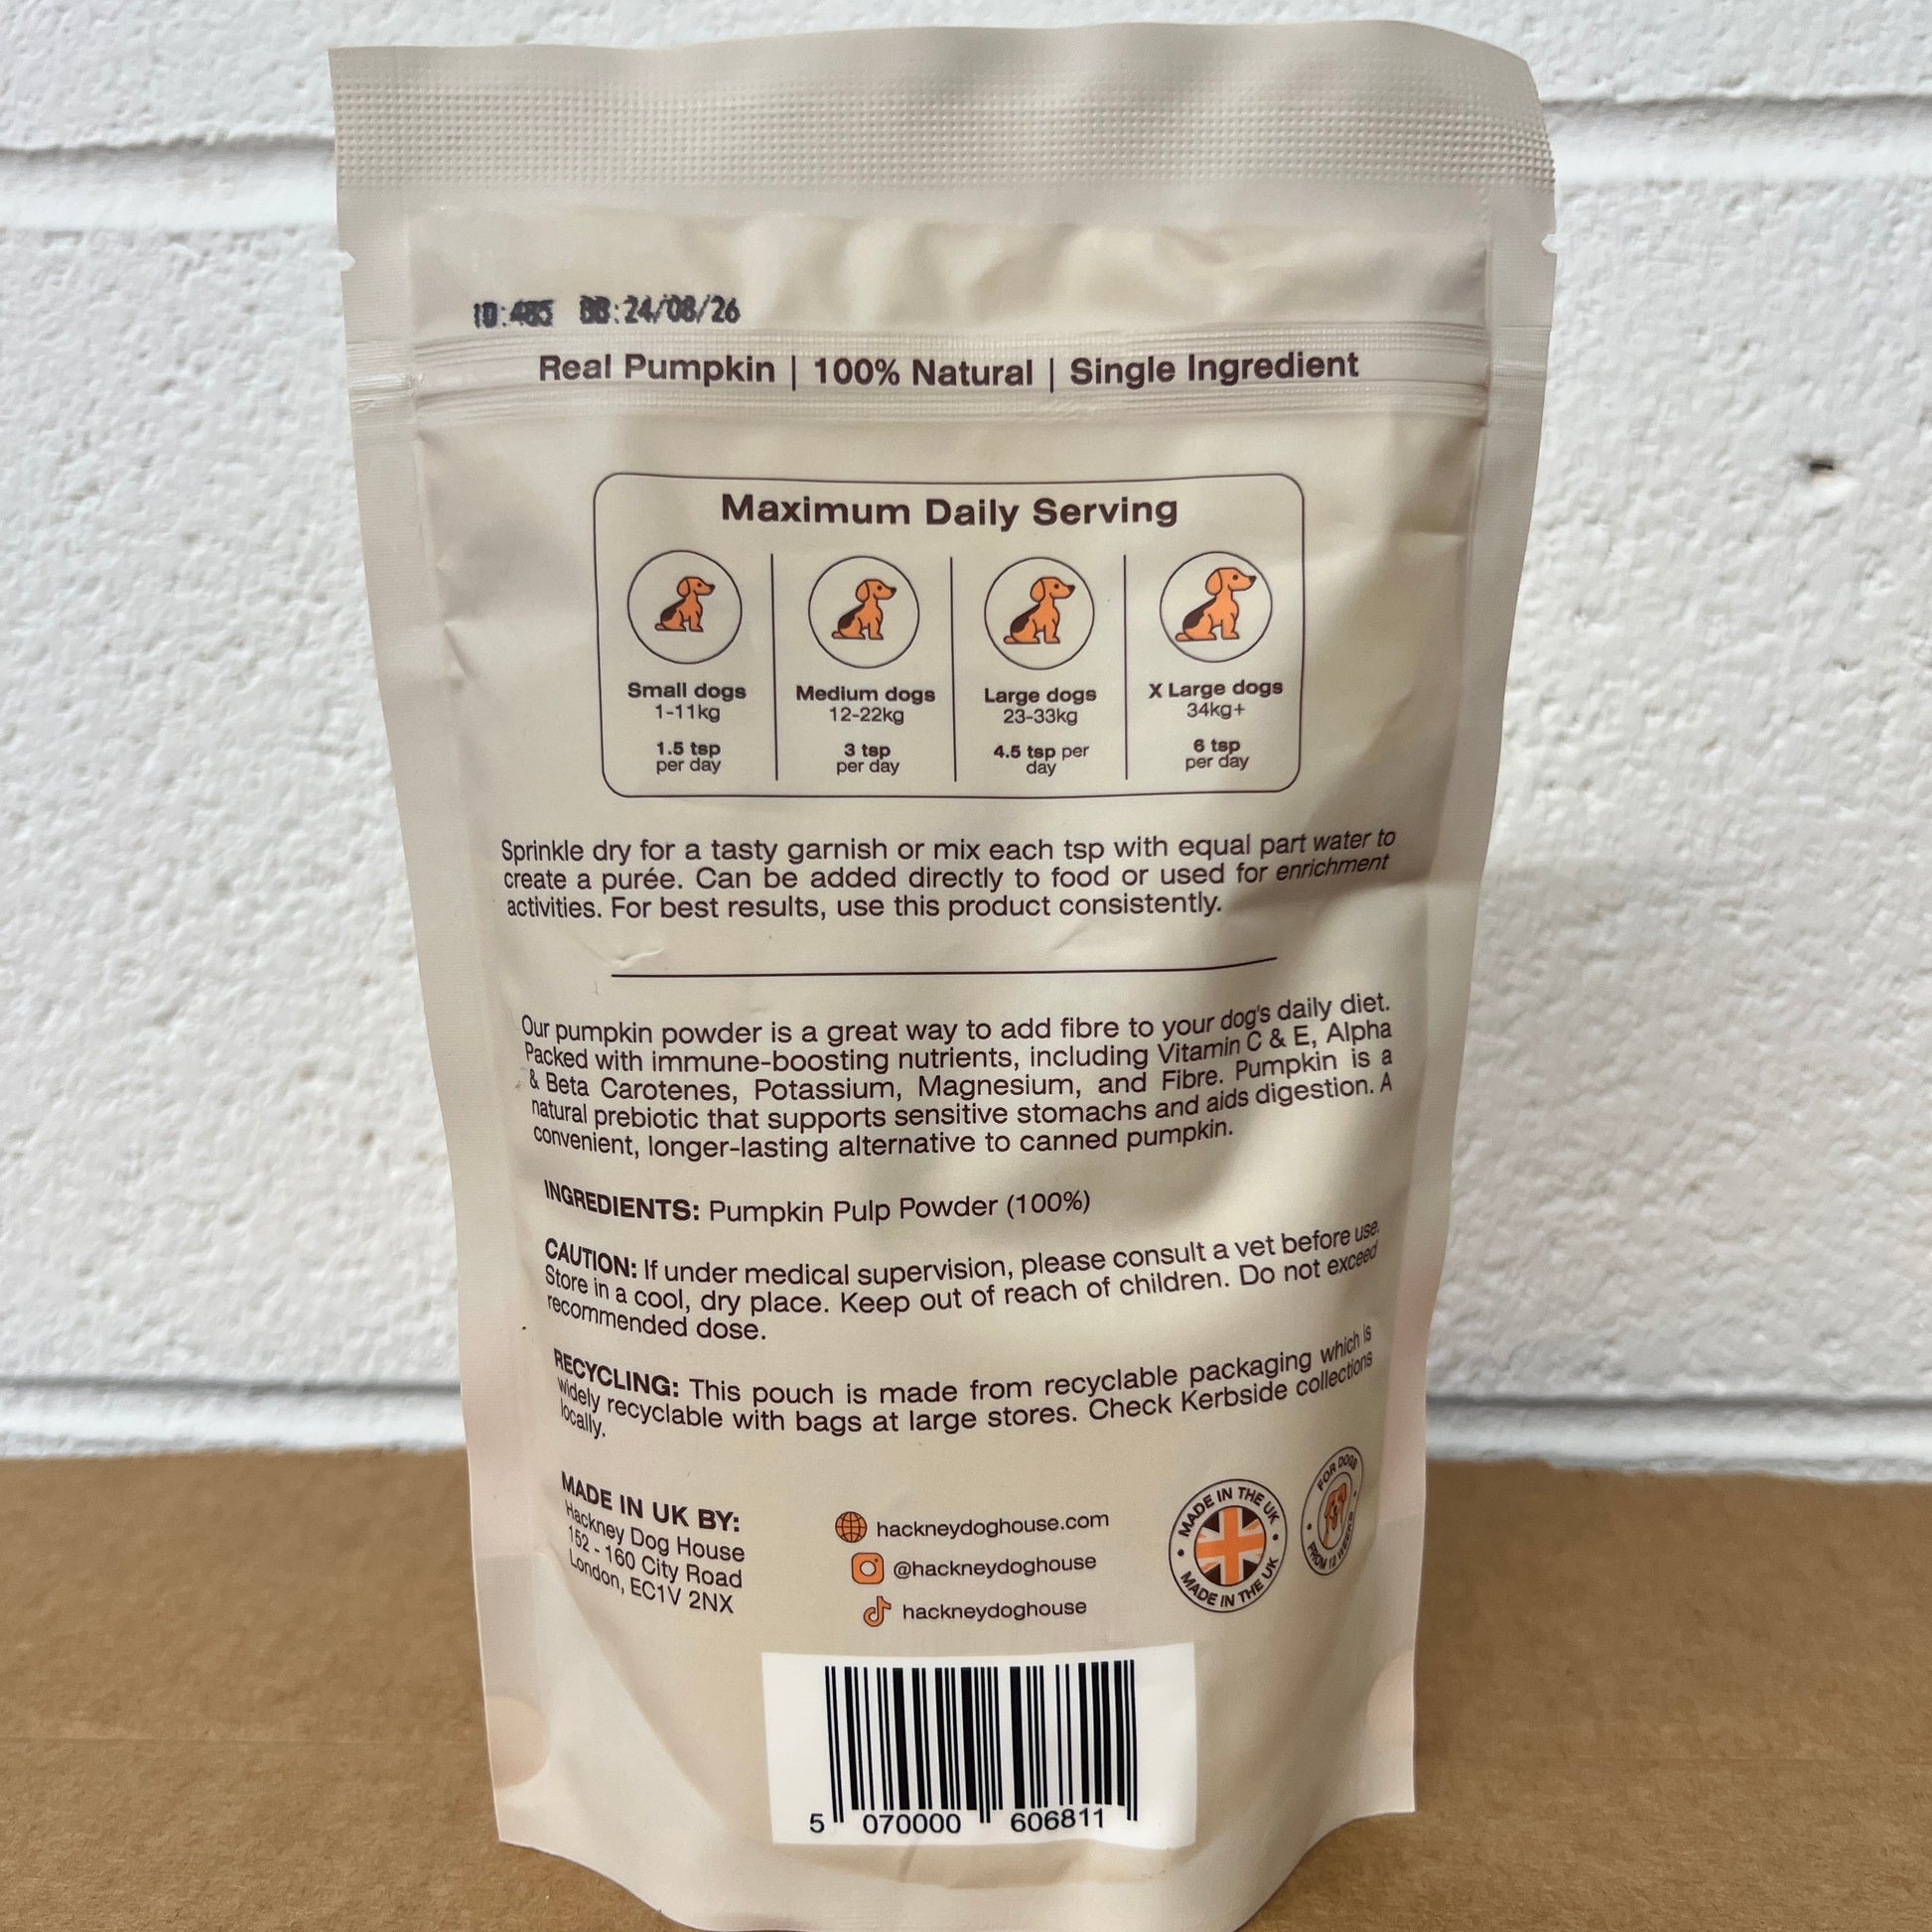 ID:485 BB:24/08/26
Real Pumpkin | 100% Natural | Single Ingredient
Maximum Daily Serving
Small dogs
1-11kg
1.5 tsp
per day
Medium dogs
12-22kg
3 tsp
per day
Large dogs
23-33kg
4.5 tsp per
day
X Large dogs
34kg+
6 tsp
per day
Sprinkle dry for a tasty garnish or mix each tsp with equal part water to
create a purée. Can be added directly to food or used for enrichment
activities. For best results, use this product consistently.
Our pumpkin powder is a great way to add fibre to your dog's daily diet.
Packed with immune-boosting nutrients, including Vitamin C & E, Alpha
& Beta Carotenes, Potassium, Magnesium, and Fibre. Pumpkin is a
natural prebiotic that supports sensitive stomachs and aids digestion. A
convenient, longer-lasting alternative to canned pumpkin.
INGREDIENTS: Pumpkin Pulp Powder (100%)
CAUTION: If under medical supervision, please consult a vet before use.
Store in a cool, dry place. Keep out of reach of children. Do not exceed
recommended dose.
RECYCLING: This pouch is made from recyclable packaging which is
widely recyclable with bags at large stores. Check Kerbside collections
locally.
MADE IN UK BY:
Hackney Dog House
152 - 160 City Road
London, EC1V 2NX
hackneydoghouse.com
@hackneydoghouse
hackneydoghouse
MADE IN THE UK
MADE IN THE UK
FOR DOGS
FROM 12 WEEKS
5 070000 606811